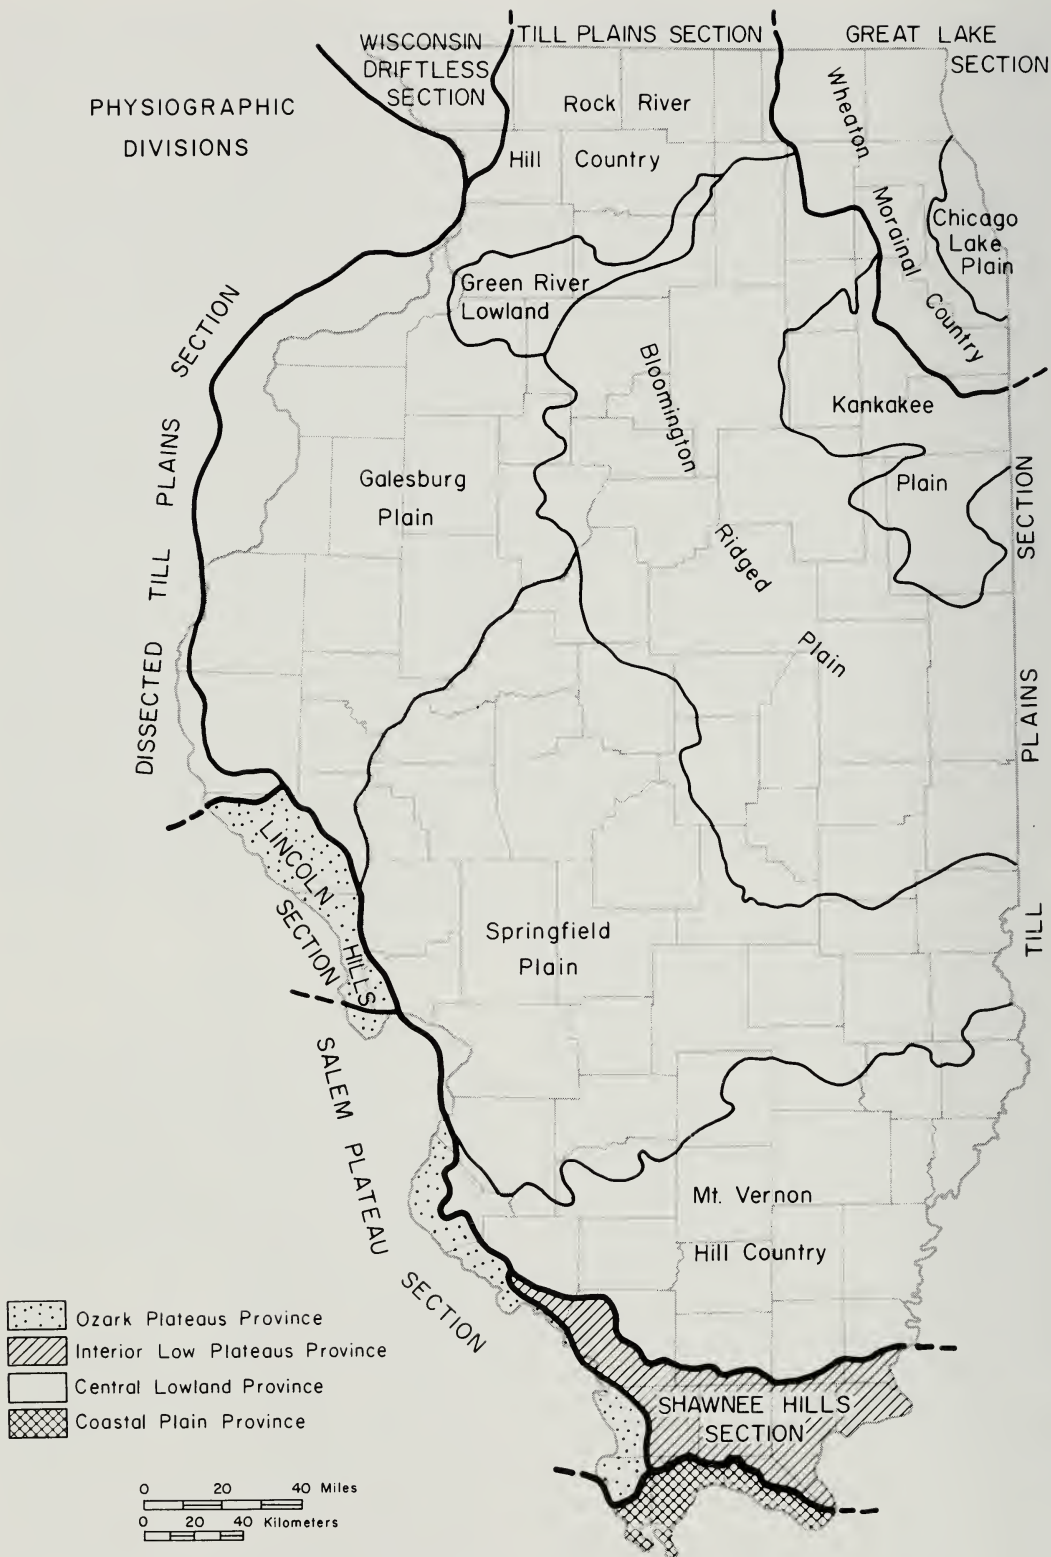 PHYSIOGRAPHIC
DIVISIONS
WISCONSIN
DRIFTLESS
SECTION
TILL PLAINS SECTION
GREAT LAKE
SECTION
Rock River
Hill Country
Wheaton
Morainal
Country
Chicago
Lake
Plain
Green River
Lowland
DISSECTED TILL PLAINS SECTION
Bloomington
Ridged
Plain
Kankakee
Plain
Galesburg
Plain
TILL PLAINS SECTION
LINCOLN HILLS
SECTION
Springfield
Plain
SALEM PLATEAU SECTION
Mt. Vernon
Hill Country
SHAWNEE HILLS
SECTION
Ozark Plateaus Province
Interior Low Plateaus Province
Central Lowland Province
Coastal Plain Province
0 20 40 Miles
0 20 40 Kilometers